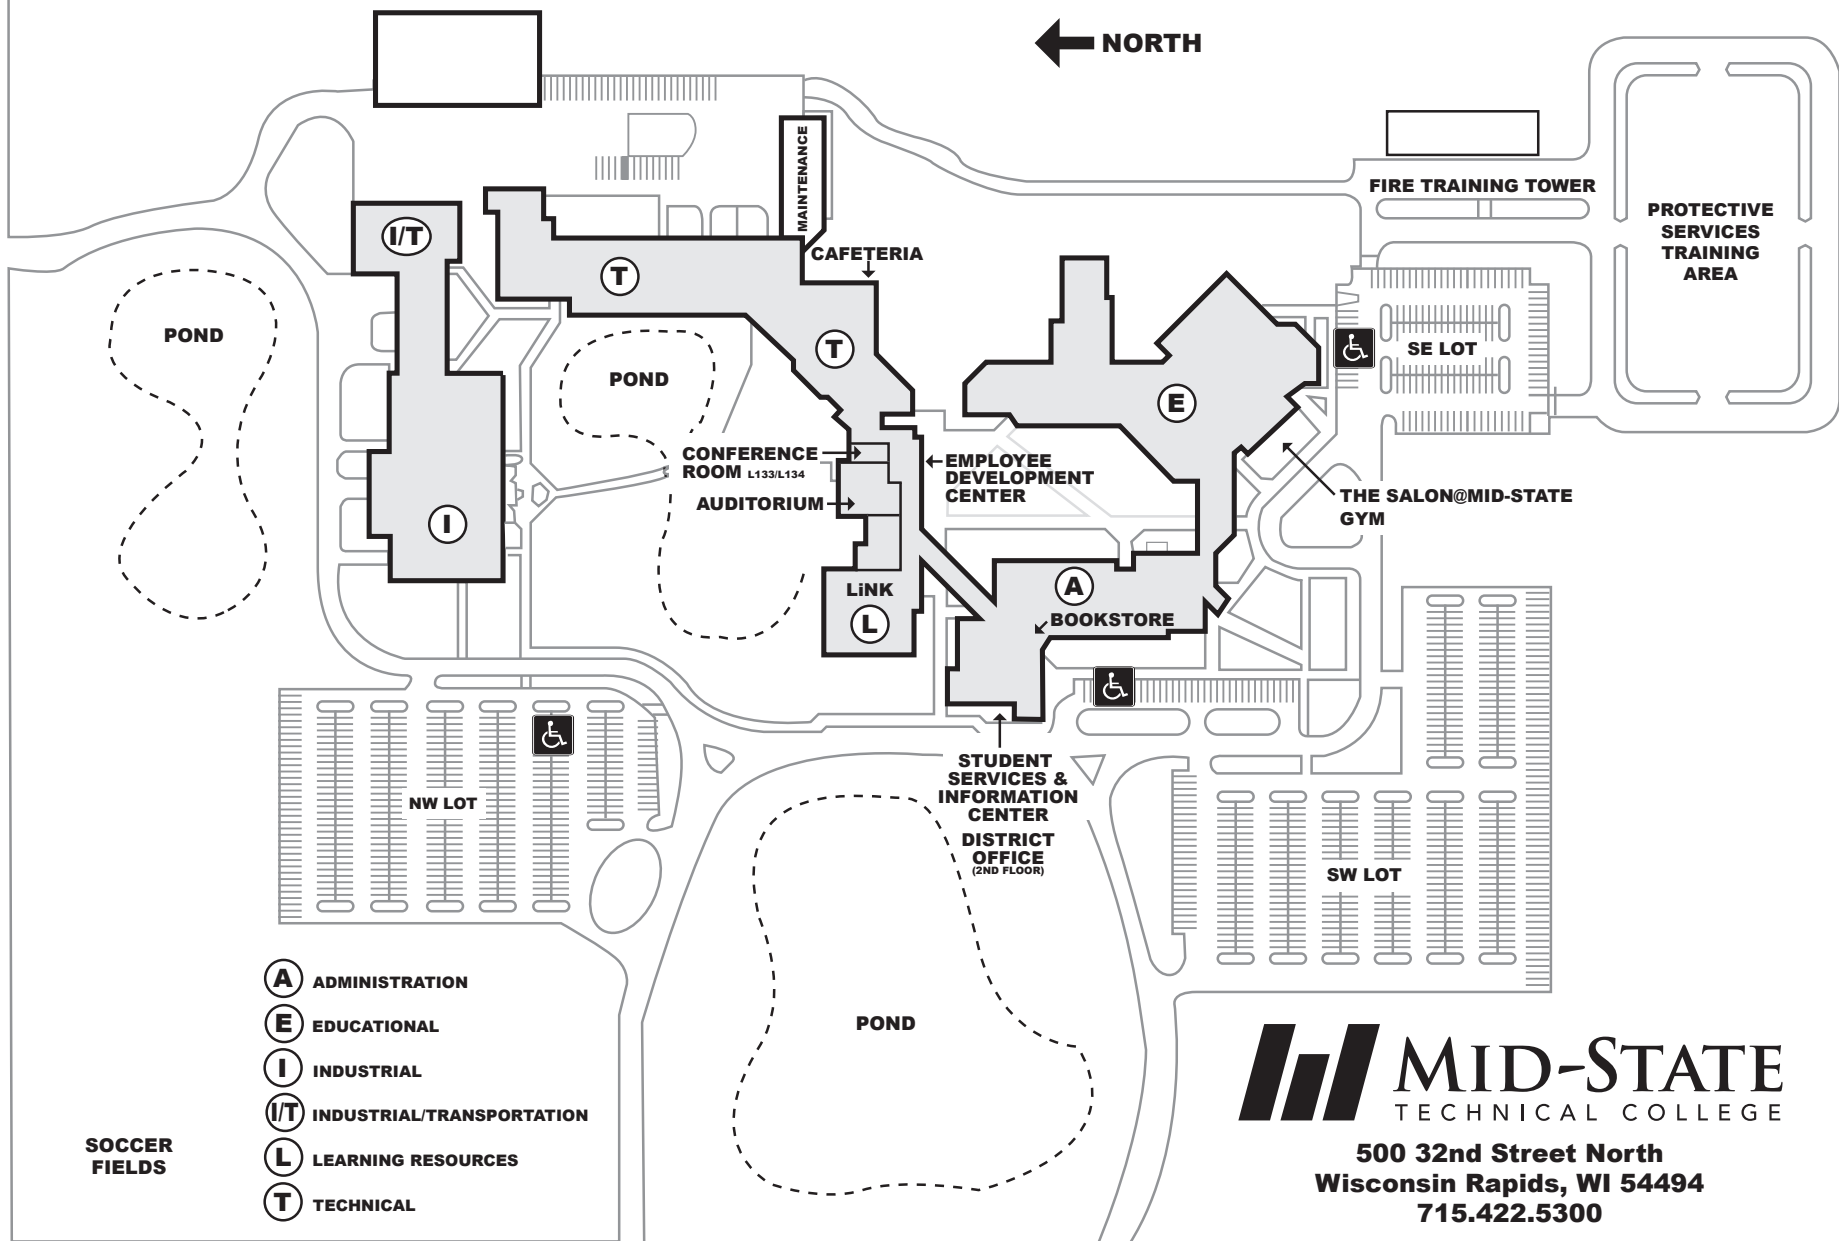 NORTH
MAINTENANCE
FIRE TRAINING TOWER
PROTECTIVE
SERVICES
TRAINING
AREA
I/T
T
CAFETERIA
POND
POND
T
SE LOT
E
CONFERENCE
ROOM L133/L134
AUDITORIUM
EMPLOYEE
DEVELOPMENT
CENTER
THE SALON@MID-STATE
GYM
I
LiNK
L
A
BOOKSTORE
STUDENT
SERVICES &
INFORMATION
CENTER
DISTRICT
OFFICE
(2ND FLOOR)
NW LOT
SW LOT
A ADMINISTRATION
E EDUCATIONAL
I INDUSTRIAL
I/T INDUSTRIAL/TRANSPORTATION
L LEARNING RESOURCES
T TECHNICAL
SOCCER
FIELDS
POND
MID-STATE
TECHNICAL COLLEGE
500 32nd Street North
Wisconsin Rapids, WI 54494
715.422.5300